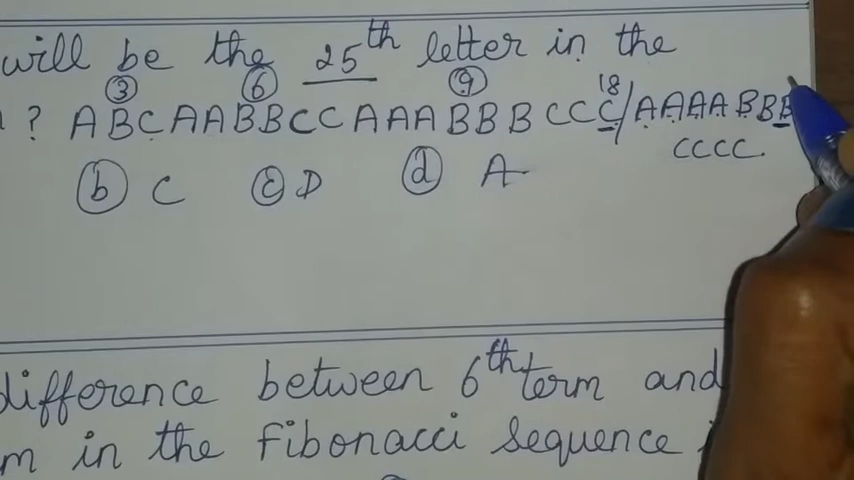 will be the 25th letter in the
③ ⑥ ⑨ 18
? ABCAABBCCAAABBBCCC/AAAABBB
CCCC.
ⓑ C ⓒ D ⓓ A
difference between 6th term and
m in the Fibonacci sequence